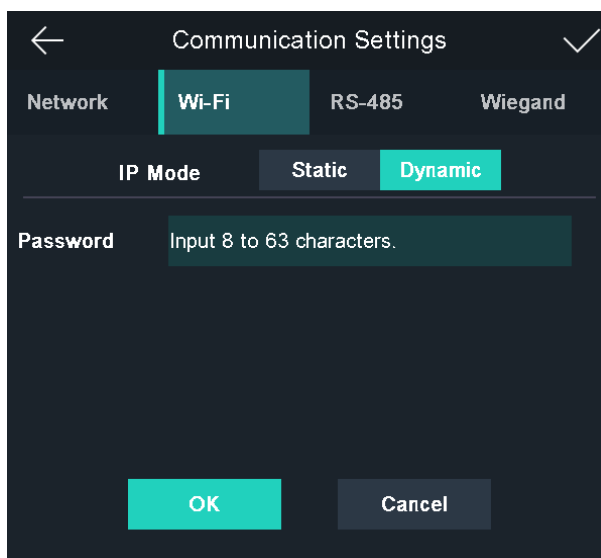 Communication Settings
Network Wi-Fi RS-485 Wiegand
IP Mode Static Dynamic
Password Input 8 to 63 characters.
OK Cancel